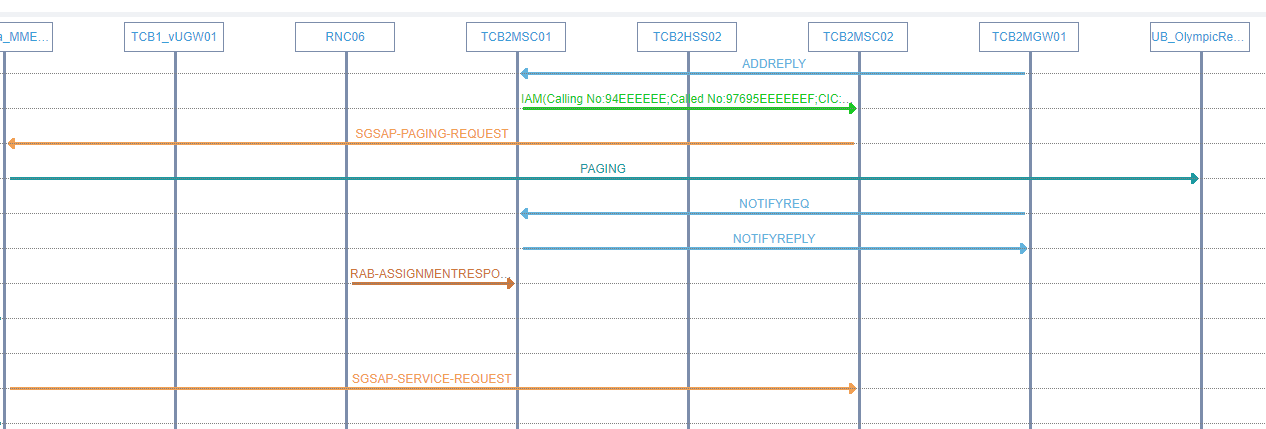 a_MME...
TCB1_vUGW01
RNC06
TCB2MSC01
TCB2HSS02
TCB2MSC02
TCB2MGW01
UB_OlympicRe...
ADDREPLY
IAM(Calling No:94EEEEEE;Called No:97695EEEEEEF;CIC:...
SGSAP-PAGING-REQUEST
PAGING
NOTIFYREQ
NOTIFYREPLY
RAB-ASSIGNMENTRESPO...
SGSAP-SERVICE-REQUEST